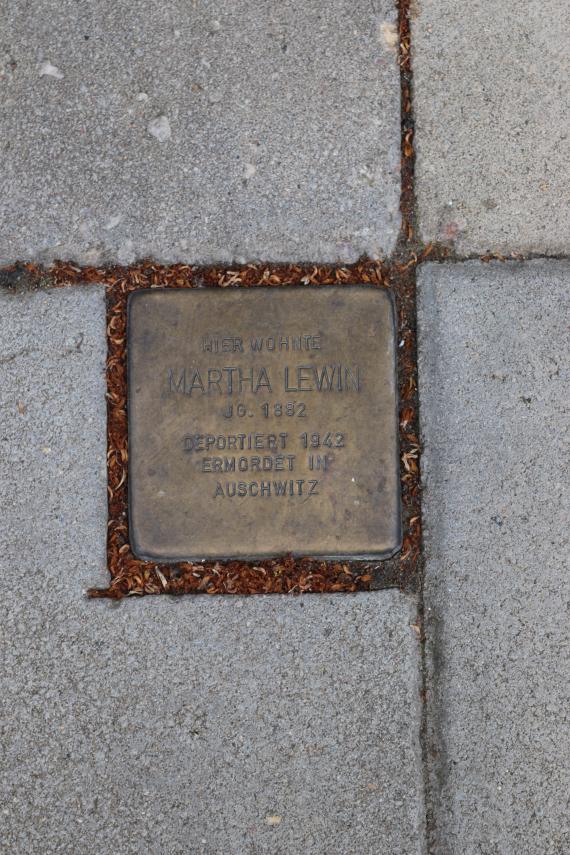 HIER WOHNTE
MARTHA LEWIN
JG. 1882
DEPORTIERT 1942
ERMORDET IN
AUSCHWITZ